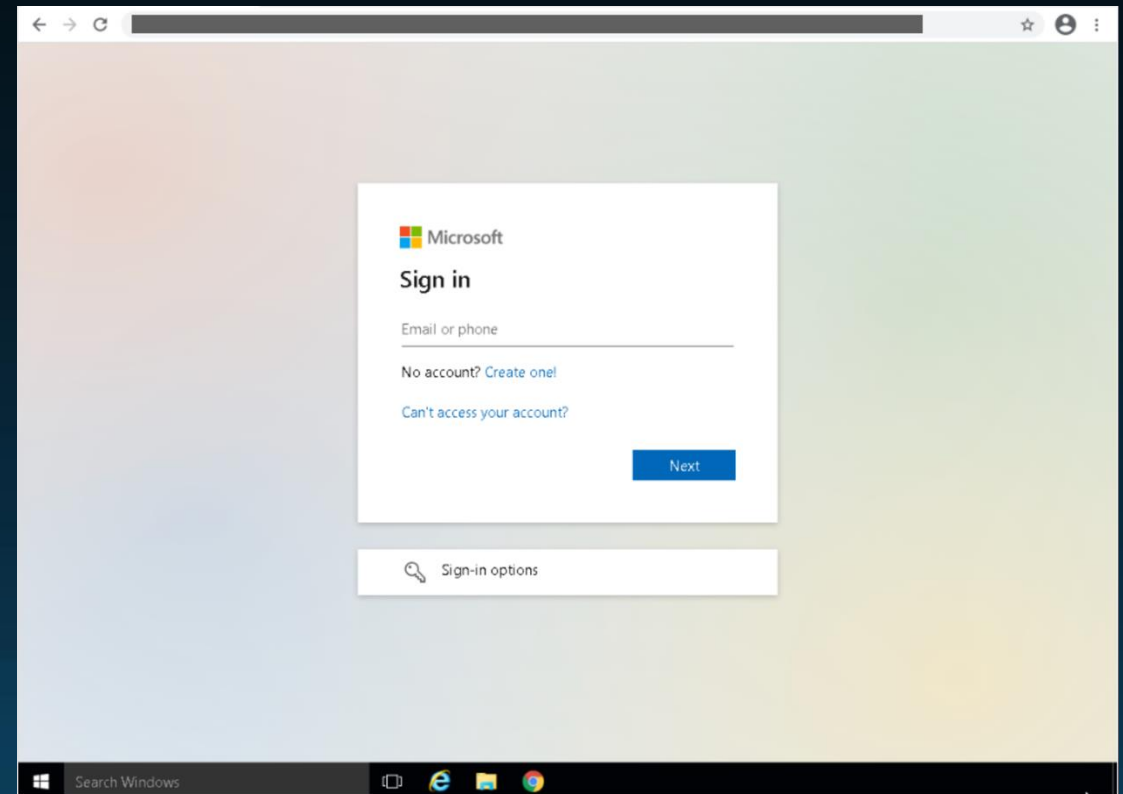 Microsoft
Sign in
Email or phone
No account? Create one!
Can't access your account?
Next
Sign-in options
Search Windows